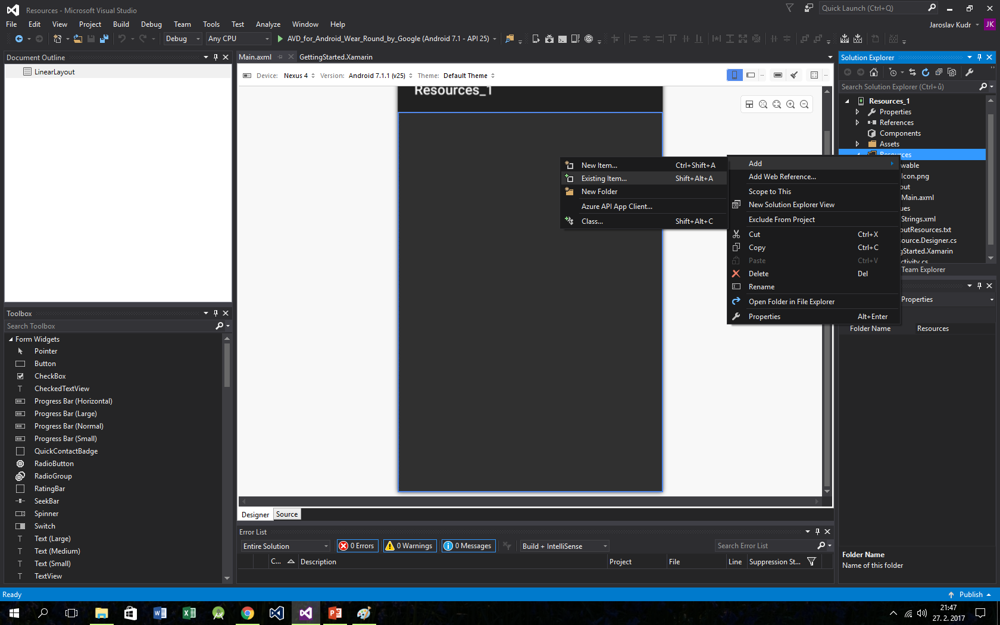 Resources - Microsoft Visual Studio
Quick Launch (Ctrl+Q)
File Edit View Project Build Debug Team Tools Test Analyze Window Help
Jaroslav Kudr JK
Debug Any CPU AVD_for_Android_Wear_Round_by_Google (Android 7.1 - API 25)
Document Outline
LinearLayout
Toolbox
Search Toolbox
Form Widgets
Pointer
Button
CheckBox
CheckedTextView
Progress Bar (Horizontal)
Progress Bar (Large)
Progress Bar (Normal)
Progress Bar (Small)
QuickContactBadge
RadioButton
RadioGroup
RatingBar
SeekBar
Spinner
Switch
Text (Large)
Text (Medium)
Text (Small)
TextView
Main.axml GettingStarted.Xamarin
Device: Nexus 4 Version: Android 7.1.1 (v25) Theme: Default Theme
Resources_1
New Item... Ctrl+Shift+A
Existing Item... Shift+Alt+A
New Folder
Azure API App Client...
Class... Shift+Alt+C
Add
Add Web Reference...
Scope to This
New Solution Explorer View
Exclude From Project
Cut Ctrl+X
Copy Ctrl+C
Paste Ctrl+V
Delete Del
Rename
Open Folder in File Explorer
Properties Alt+Enter
Designer Source
Error List
Entire Solution 0 Errors 0 Warnings 0 Messages Build + IntelliSense Search Error List
C... Description Project File Line Suppression St...
Solution Explorer
Search Solution Explorer (Ctrl+ů)
Resources_1
Properties
References
Components
Assets
Resources
wable
Icon.png
out
Main.axml
ues
Strings.xml
utResources.txt
ource.Designer.cs
gStarted.Xamarin
ctivity.cs
Team Explorer
Properties
Folder Name Resources
Folder Name
Name of this folder
Ready
Publish
21:47
27. 2. 2017